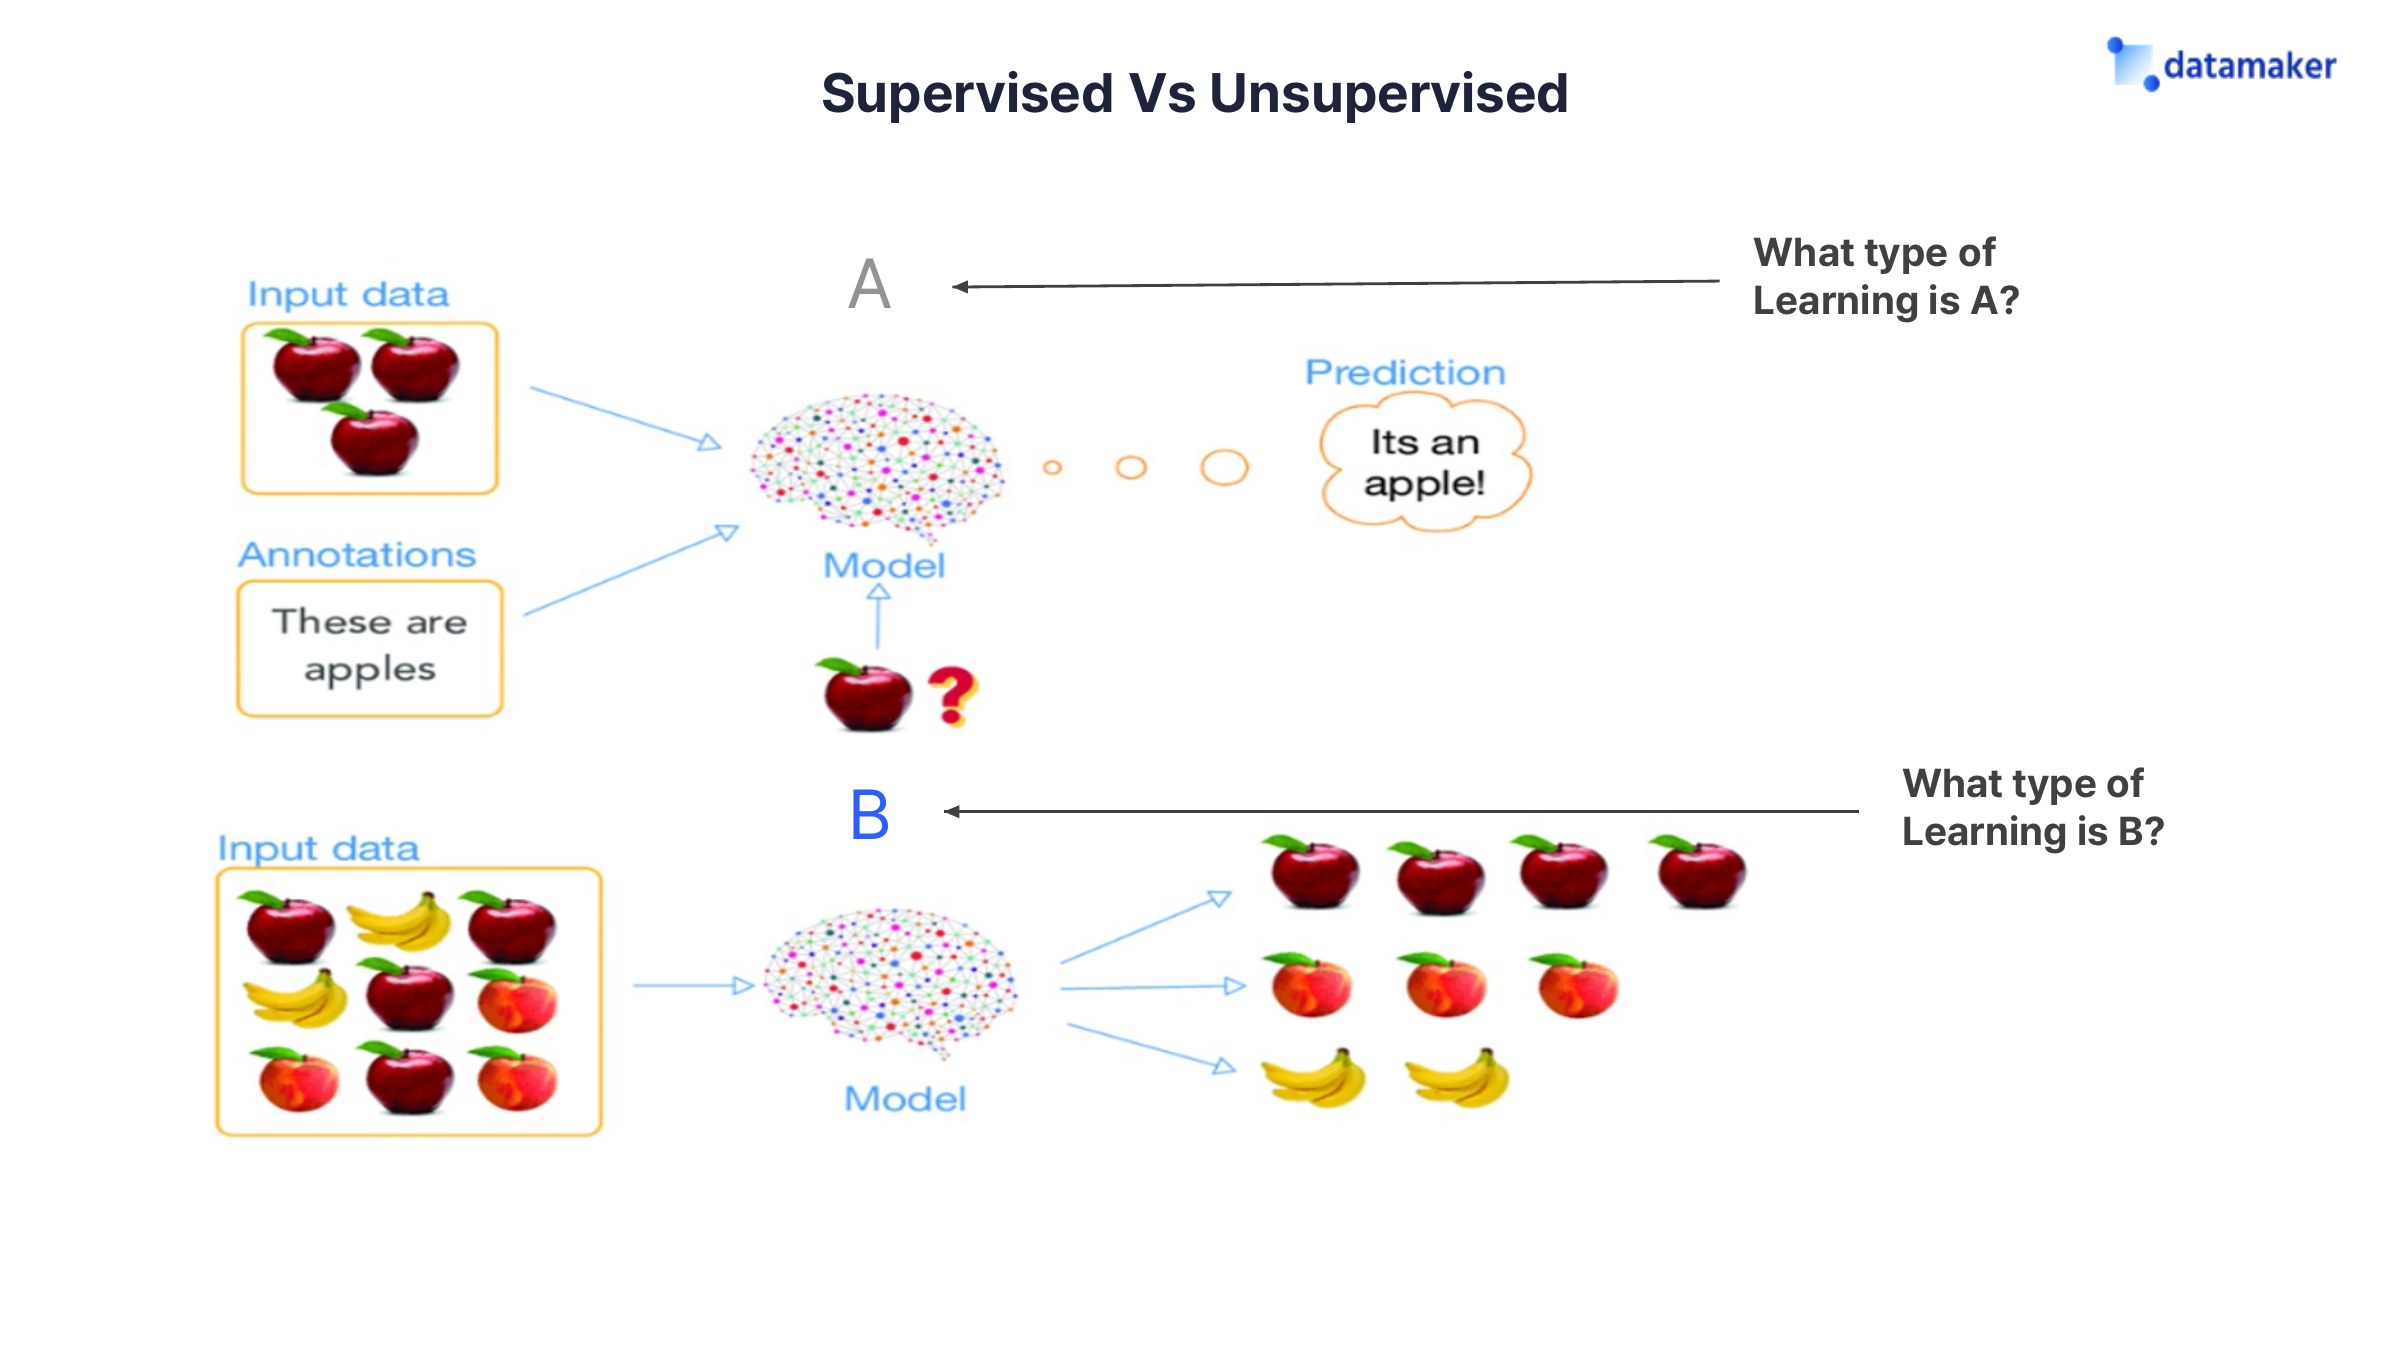 datamaker
Supervised Vs Unsupervised
A
What type of
Learning is A?
Input data
Prediction
Its an
apple!
Annotations
These are
apples
Model
?
B
What type of
Learning is B?
Input data
Model